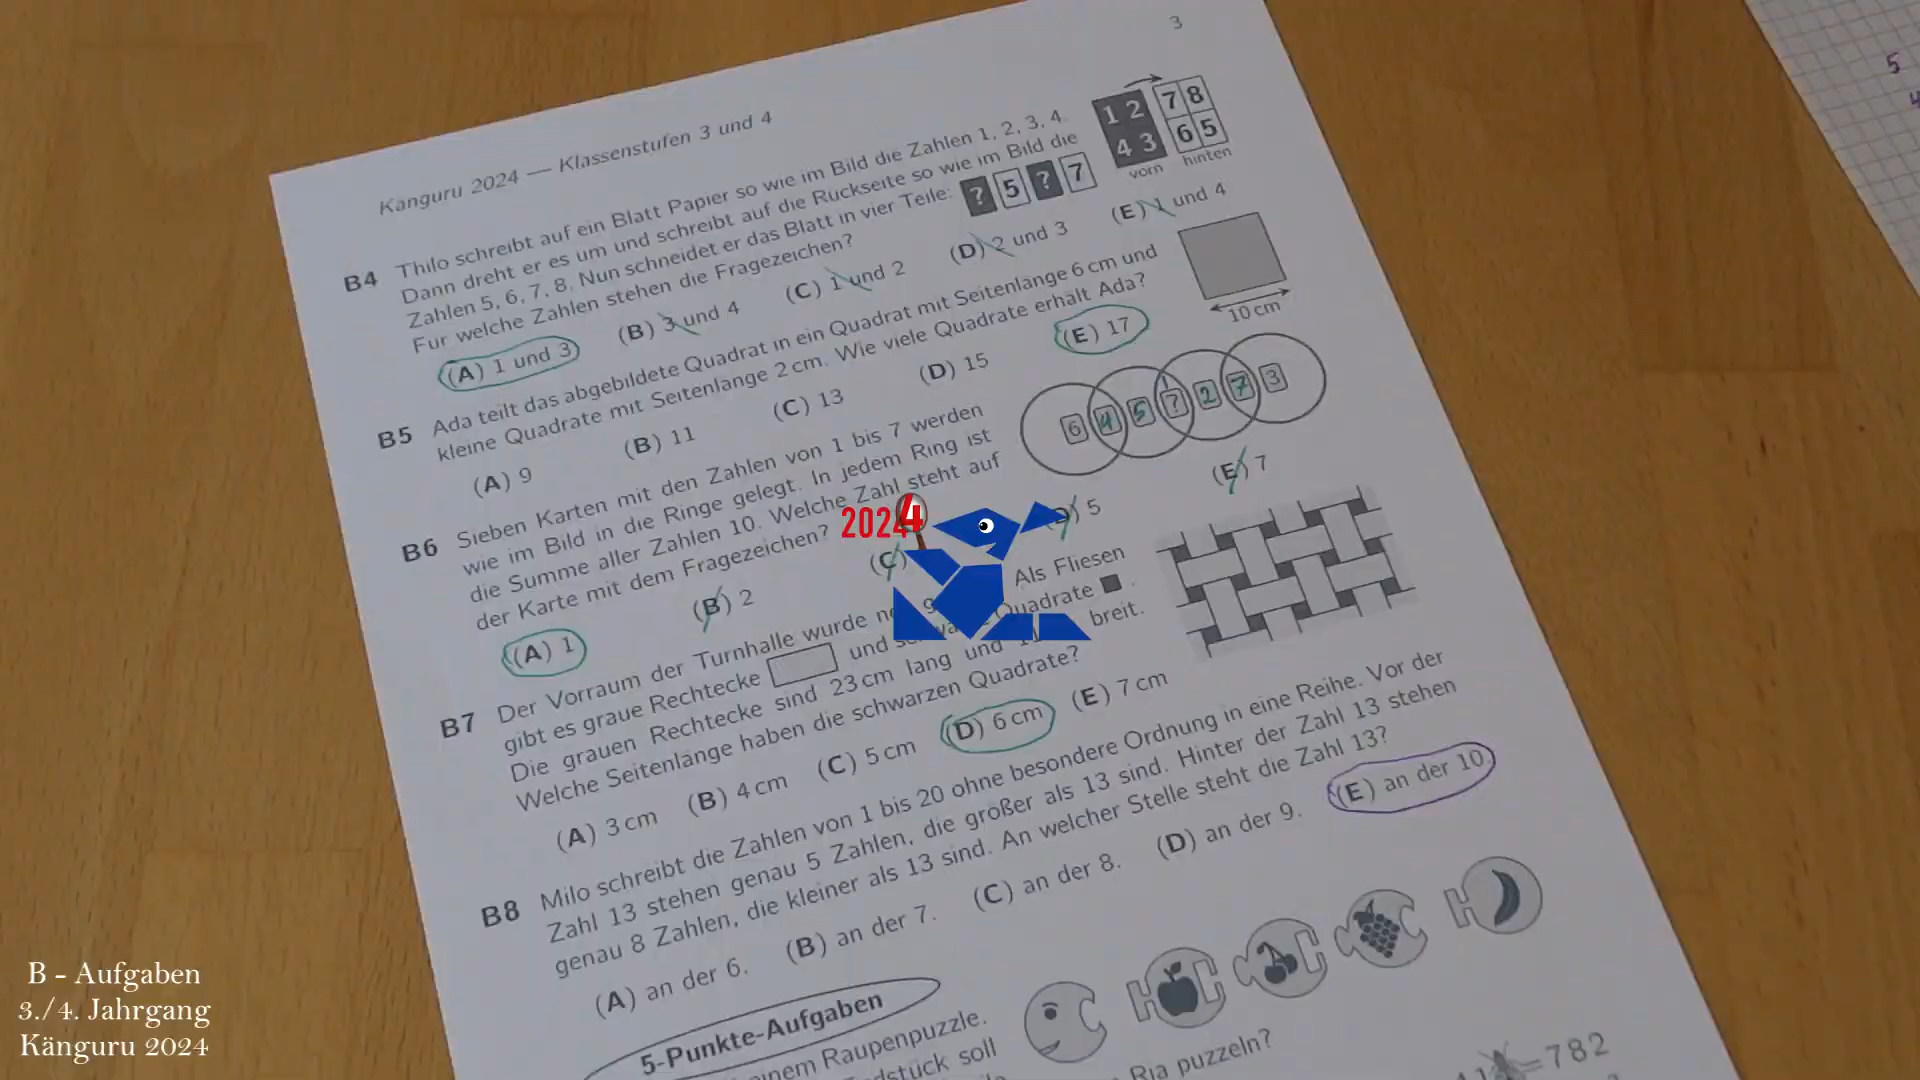 3
Känguru 2024 — Klassenstufen 3 und 4
B4 Thilo schreibt auf ein Blatt Papier so wie im Bild die Zahlen 1, 2, 3, 4.
Dann dreht er es um und schreibt auf die Rückseite so wie im Bild die
Zahlen 5, 6, 7, 8. Nun schneidet er das Blatt in vier Teile: ? 5 ? 7
Für welche Zahlen stehen die Fragezeichen?
1 2 7 8
4 3 6 5
vorn hinten
(A) 1 und 3 (B) 3 und 4 (C) 1 und 2 (D) 2 und 3 (E) 1 und 4
B5 Ada teilt das abgebildete Quadrat in ein Quadrat mit Seitenlänge 6 cm und
kleine Quadrate mit Seitenlänge 2 cm. Wie viele Quadrate erhält Ada?
10 cm
(A) 9 (B) 11 (C) 13 (D) 15 (E) 17
B6 Sieben Karten mit den Zahlen von 1 bis 7 werden
wie im Bild in die Ringe gelegt. In jedem Ring ist
die Summe aller Zahlen 10. Welche Zahl steht auf
der Karte mit dem Fragezeichen?
1
6 4 5 ? 2 7 3
(A) 1 (B) 2 (C) (D) 5 (E) 7
B7 Der Vorraum der Turnhalle wurde Als Fliesen
gibt es graue Rechtecke und Quadrate .
Die grauen Rechtecke sind 23 cm lang und breit.
Welche Seitenlänge haben die schwarzen Quadrate?
(A) 3 cm (B) 4 cm (C) 5 cm (D) 6 cm (E) 7 cm
B8 Milo schreibt die Zahlen von 1 bis 20 ohne besondere Ordnung in eine Reihe. Vor der
Zahl 13 stehen genau 5 Zahlen, die größer als 13 sind. Hinter der Zahl 13 stehen
genau 8 Zahlen, die kleiner als 13 sind. An welcher Stelle steht die Zahl 13?
(A) an der 6. (B) an der 7. (C) an der 8. (D) an der 9. (E) an der 10.
5-Punkte-Aufgaben
Raupenpuzzle.
soll
Ria puzzeln?
=782
2024
5
B - Aufgaben
3./4. Jahrgang
Känguru 2024